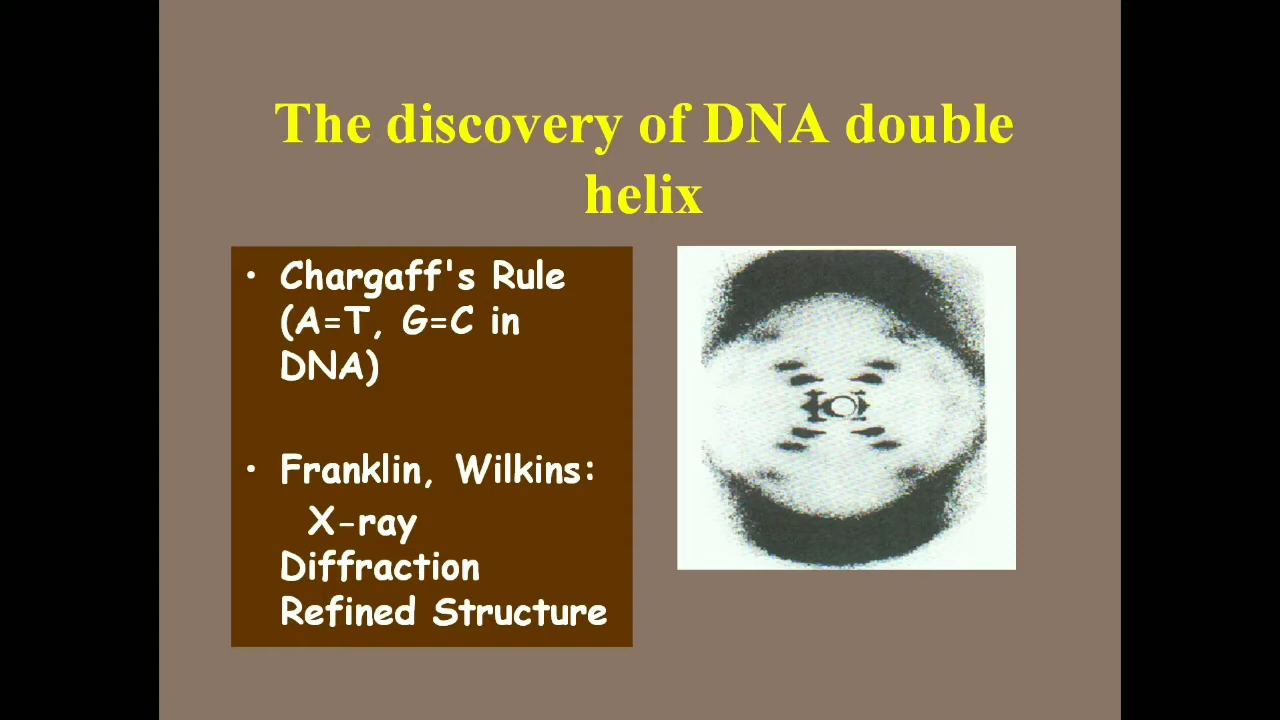 The discovery of DNA double
helix
• Chargaff's Rule
(A=T, G=C in
DNA)
• Franklin, Wilkins:
X-ray
Diffraction
Refined Structure